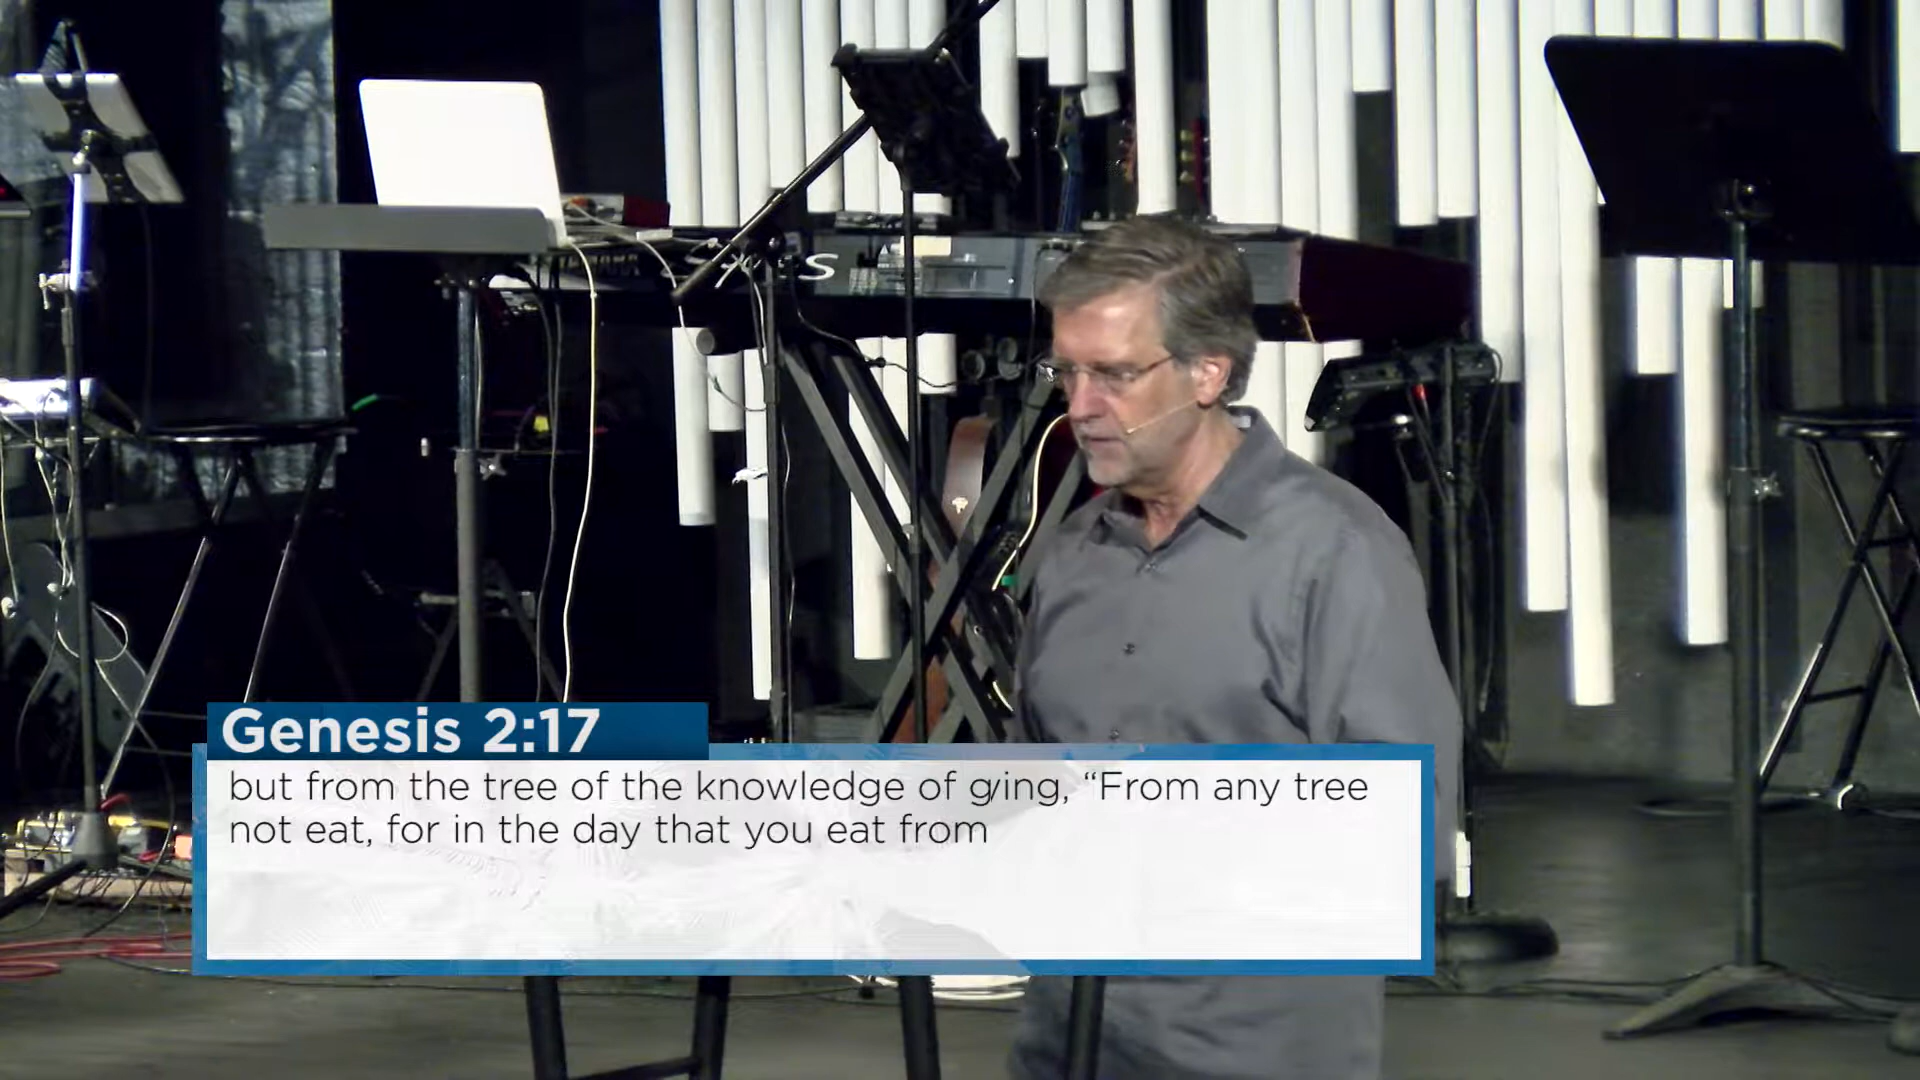 Genesis 2:17
but from the tree of the knowledge of g/ing, “From any tree
not eat, for in the day that you eat from
YAMAHA